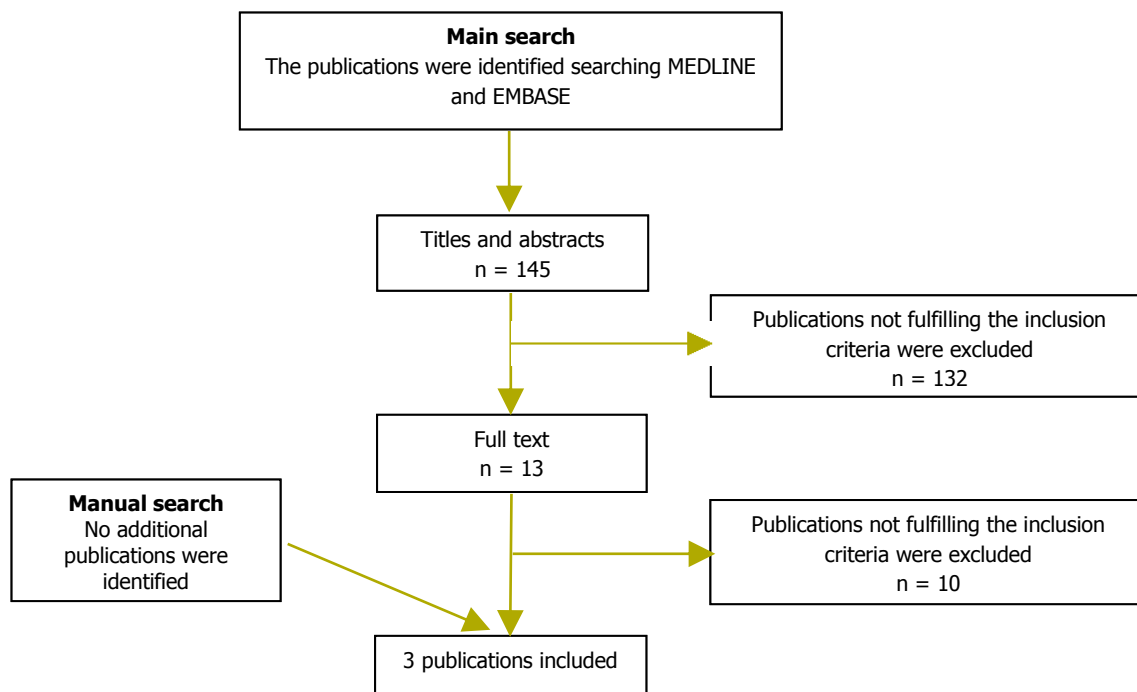 Main search
The publications were identified searching MEDLINE
and EMBASE
Titles and abstracts
n = 145
Publications not fulfilling the inclusion
criteria were excluded
n = 132
Full text
n = 13
Manual search
No additional
publications were
identified
Publications not fulfilling the inclusion
criteria were excluded
n = 10
3 publications included